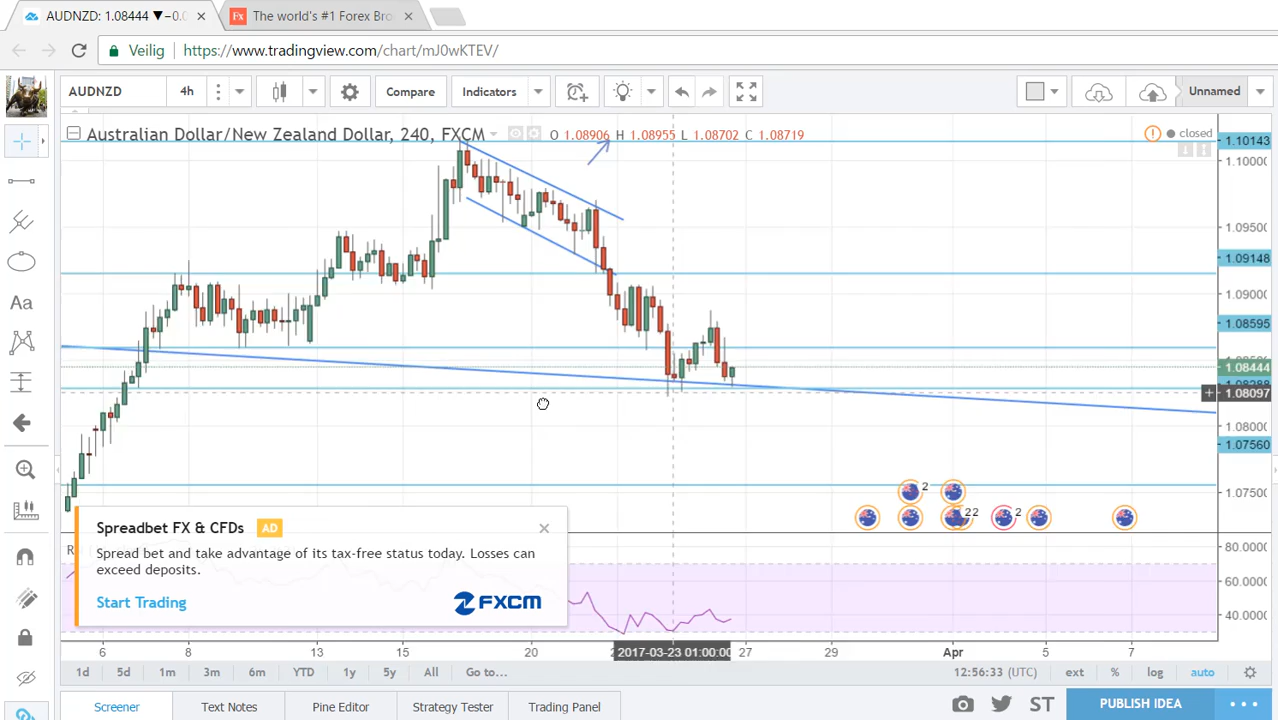 AUDNZD: 1.08444 ▼−0.0
The world's #1 Forex Bro
Veilig
https://www.tradingview.com/chart/mJ0wKTEV/
AUDNZD
4h
Compare
Indicators
Unnamed
Australian Dollar/New Zealand Dollar, 240, FXCM
O 1.08906 H 1.08955 L 1.08702 C 1.08719
closed
1.10143
1.10000
1.09500
1.09148
1.09000
1.08595
1.08444
1.08097
1.08000
1.07560
1.07500
2
22
2
80.0000
60.0000
40.0000
Spreadbet FX & CFDs
AD
Spread bet and take advantage of its tax-free status today. Losses can
exceed deposits.
Start Trading
FXCM
6
8
13
15
20
2017-03-23 01:00:00
27
29
Apr
5
7
1d
5d
1m
3m
6m
YTD
1y
5y
All
Go to...
12:56:33 (UTC)
ext
%
log
auto
Screener
Text Notes
Pine Editor
Strategy Tester
Trading Panel
ST
PUBLISH IDEA